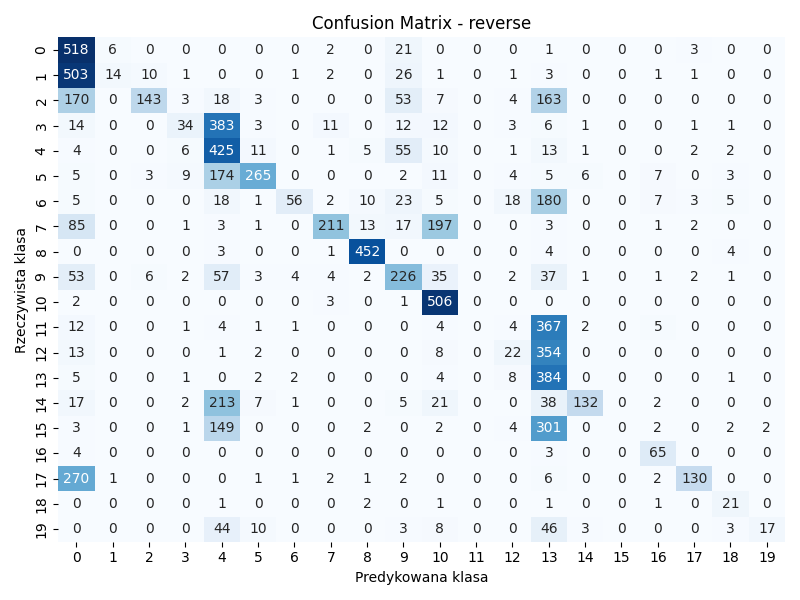 Confusion Matrix - reverse
0 518 6 0 0 0 0 0 2 0 21 0 0 0 1 0 0 0 3 0 0
1 503 14 10 1 0 0 1 2 0 26 1 0 1 3 0 0 1 1 0 0
2 170 0 143 3 18 3 0 0 0 53 7 0 4 163 0 0 0 0 0 0
3 14 0 0 34 383 3 0 11 0 12 12 0 3 6 1 0 0 1 1 0
4 4 0 0 6 425 11 0 1 5 55 10 0 1 13 1 0 0 2 2 0
5 5 0 3 9 174 265 0 0 0 2 11 0 4 5 6 0 7 0 3 0
6 5 0 0 0 18 1 56 2 10 23 5 0 18 180 0 0 7 3 5 0
7 85 0 0 1 3 1 0 211 13 17 197 0 0 3 0 0 1 2 0 0
8 0 0 0 0 3 0 0 1 452 0 0 0 0 4 0 0 0 0 4 0
9 53 0 6 2 57 3 4 4 2 226 35 0 2 37 1 0 1 2 1 0
10 2 0 0 0 0 0 0 3 0 1 506 0 0 0 0 0 0 0 0 0
11 12 0 0 1 4 1 1 0 0 0 4 0 4 367 2 0 5 0 0 0
12 13 0 0 0 1 2 0 0 0 0 8 0 22 354 0 0 0 0 0 0
13 5 0 0 1 0 2 2 0 0 0 4 0 8 384 0 0 0 0 1 0
14 17 0 0 2 213 7 1 0 0 5 21 0 0 38 132 0 2 0 0 0
15 3 0 0 1 149 0 0 0 2 0 2 0 4 301 0 0 2 0 2 2
16 4 0 0 0 0 0 0 0 0 0 0 0 0 3 0 0 65 0 0 0
17 270 1 0 0 0 1 1 2 1 2 0 0 0 6 0 0 2 130 0 0
18 0 0 0 0 1 0 0 0 2 0 1 0 0 1 0 0 1 0 21 0
19 0 0 0 0 44 10 0 0 0 3 8 0 0 46 3 0 0 0 3 17
0 1 2 3 4 5 6 7 8 9 10 11 12 13 14 15 16 17 18 19
Rzeczywista klasa
Predykowana klasa